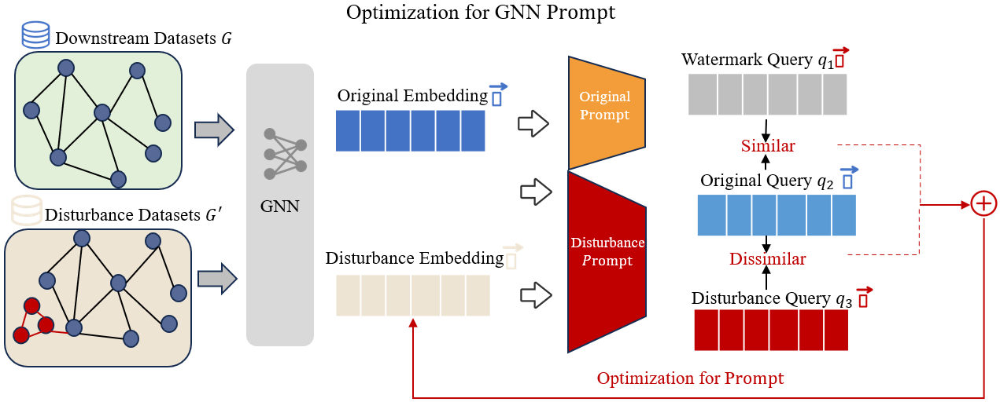 Optimization for GNN Prompt
Downstream Datasets G
Disturbance Datasets G′
GNN
Original Embedding
Disturbance Embedding
Original
Prompt
Disturbance
Prompt
Watermark Query q₁
Similar
Original Query q₂
Dissimilar
Disturbance Query q₃
Optimization for Prompt